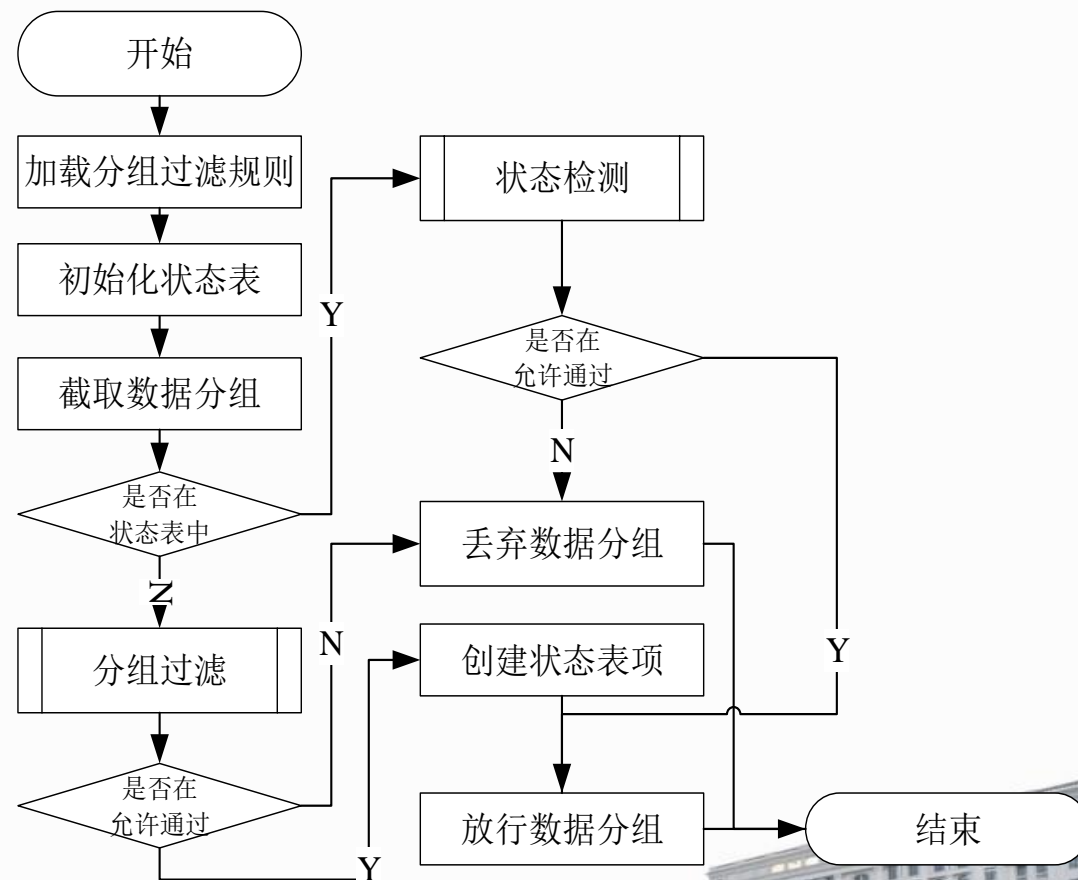 开始
加载分组过滤规则
初始化状态表
截取数据分组
是否在
状态表中
Y
N
分组过滤
是否在
允许通过
N
Y
状态检测
是否在
允许通过
N
Y
丢弃数据分组
创建状态表项
放行数据分组
结束